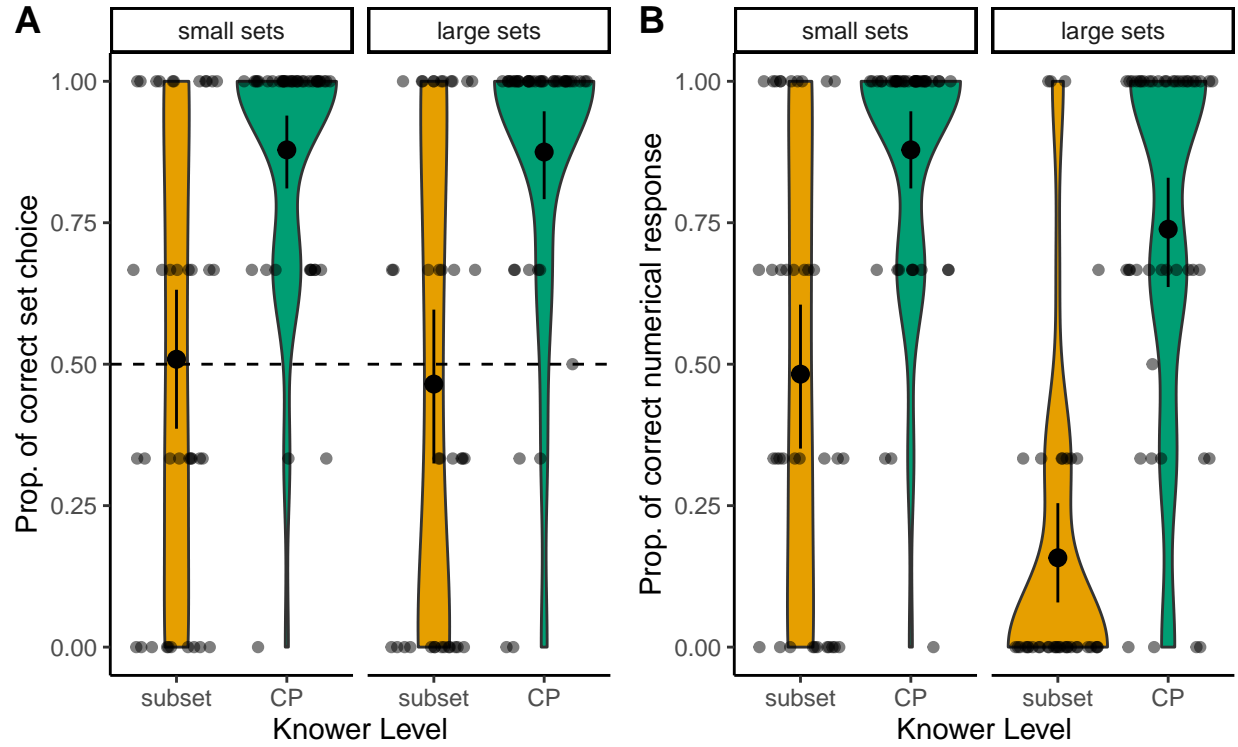 A
small sets
large sets
Prop. of correct set choice
1.00
0.75
0.50
0.25
0.00
subset
CP
subset
CP
Knower Level
B
small sets
large sets
Prop. of correct numerical response
1.00
0.75
0.50
0.25
0.00
subset
CP
subset
CP
Knower Level